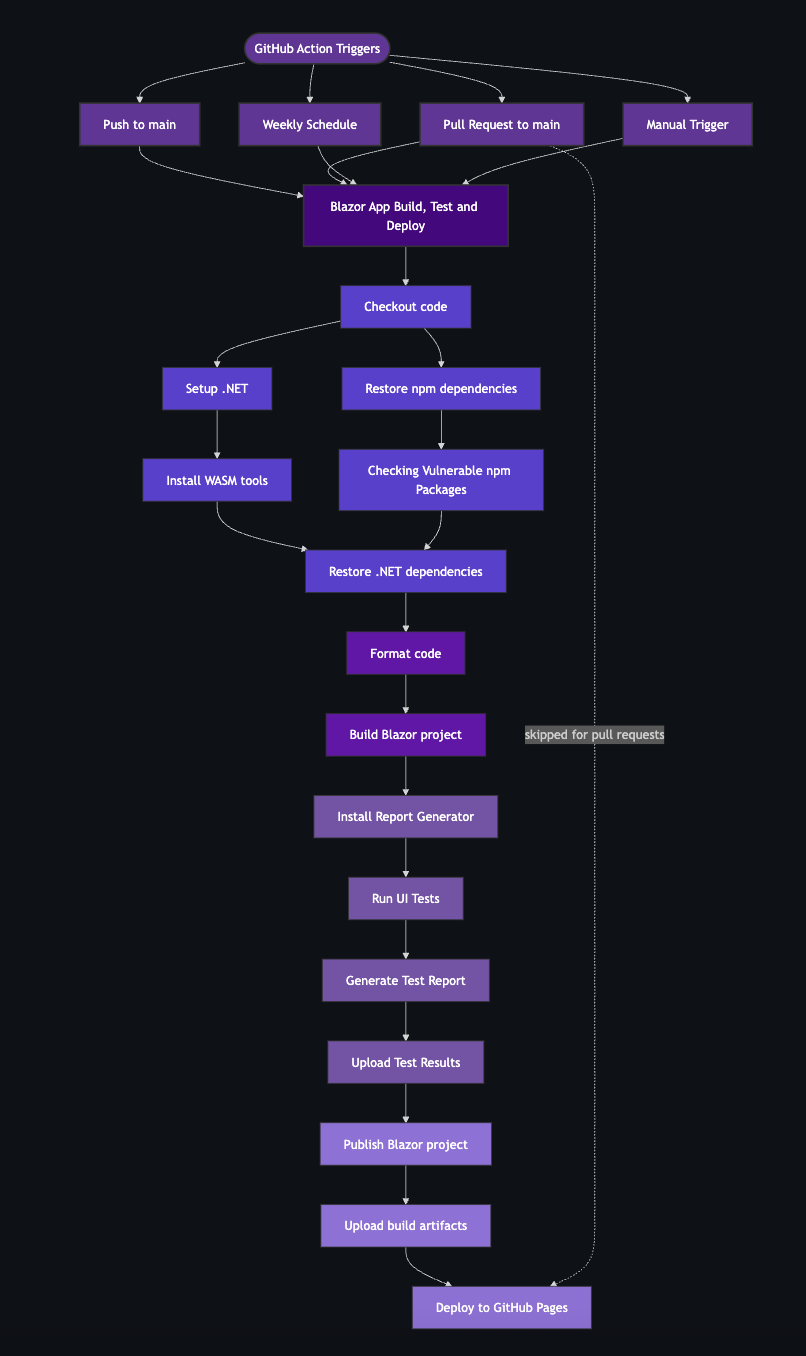 GitHub Action Triggers
Push to main
Weekly Schedule
Pull Request to main
Manual Trigger
Blazor App Build, Test and
Deploy
Checkout code
Setup .NET
Restore npm dependencies
Install WASM tools
Checking Vulnerable npm
Packages
Restore .NET dependencies
Format code
Build Blazor project
skipped for pull requests
Install Report Generator
Run UI Tests
Generate Test Report
Upload Test Results
Publish Blazor project
Upload build artifacts
Deploy to GitHub Pages